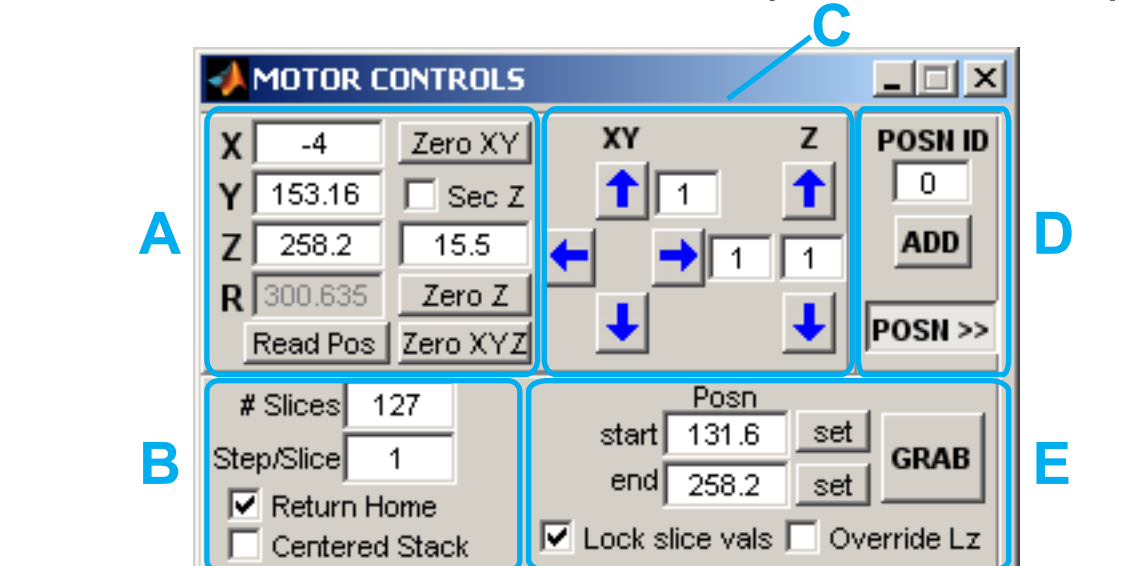 C
MOTOR CONTROLS
A
X -4 Zero XY
Y 153.16 Sec Z
Z 258.2 15.5
R 300.635 Zero Z
Read Pos Zero XYZ
XY Z
1
1 1
D
POSN ID
0
ADD
POSN >>
B
# Slices 127
Step/Slice 1
Return Home
Centered Stack
E
Posn
start 131.6 set
end 258.2 set
GRAB
Lock slice vals Override Lz